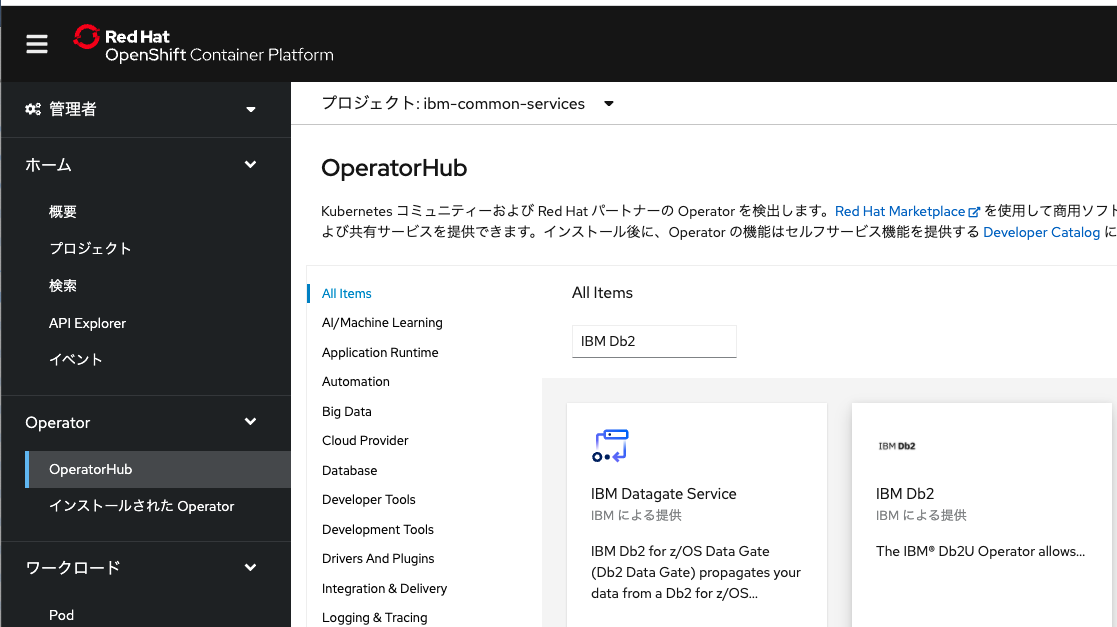 Red Hat
OpenShift Container Platform
管理者
ホーム
概要
プロジェクト
検索
API Explorer
イベント
Operator
OperatorHub
インストールされた Operator
ワークロード
Pod
プロジェクト: ibm-common-services
OperatorHub
Kubernetes コミュニティーおよび Red Hat パートナーの Operator を検出します。Red Hat Marketplace を使用して商用ソフト
よび共有サービスを提供できます。インストール後に、Operator の機能はセルフサービス機能を提供する Developer Catalog に
All Items
AI/Machine Learning
Application Runtime
Automation
Big Data
Cloud Provider
Database
Developer Tools
Development Tools
Drivers And Plugins
Integration & Delivery
Logging & Tracing
All Items
IBM Db2
IBM Datagate Service
IBM による提供
IBM Db2 for z/OS Data Gate
(Db2 Data Gate) propagates your
data from a Db2 for z/OS...
IBM Db2
IBM Db2
IBM による提供
The IBM® Db2U Operator allows...